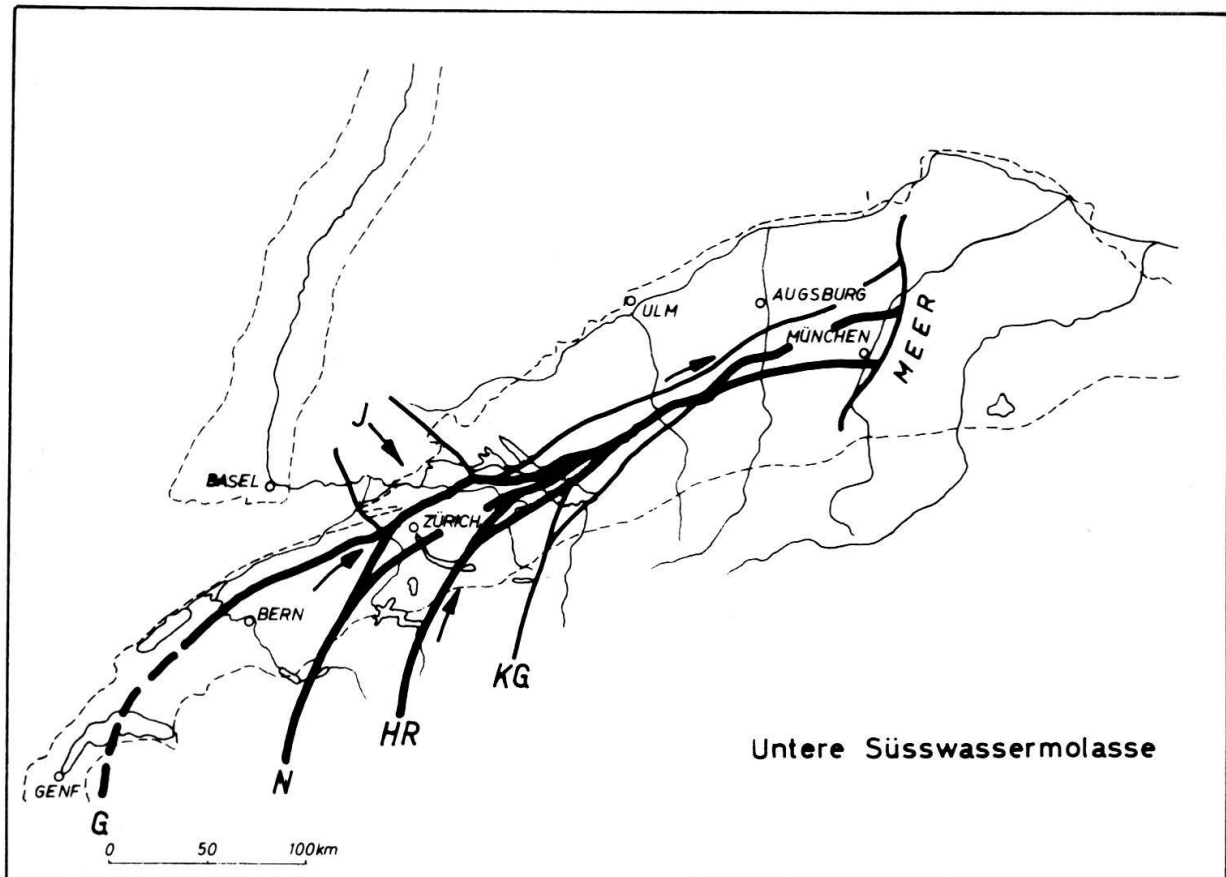 AUGSBURG
ULM
MÜNCHEN
MEER
J
BASEL
ZÜRICH
BERN
KG
HR
Untere Süsswassermolasse
N
GENF
G
0 50 100km